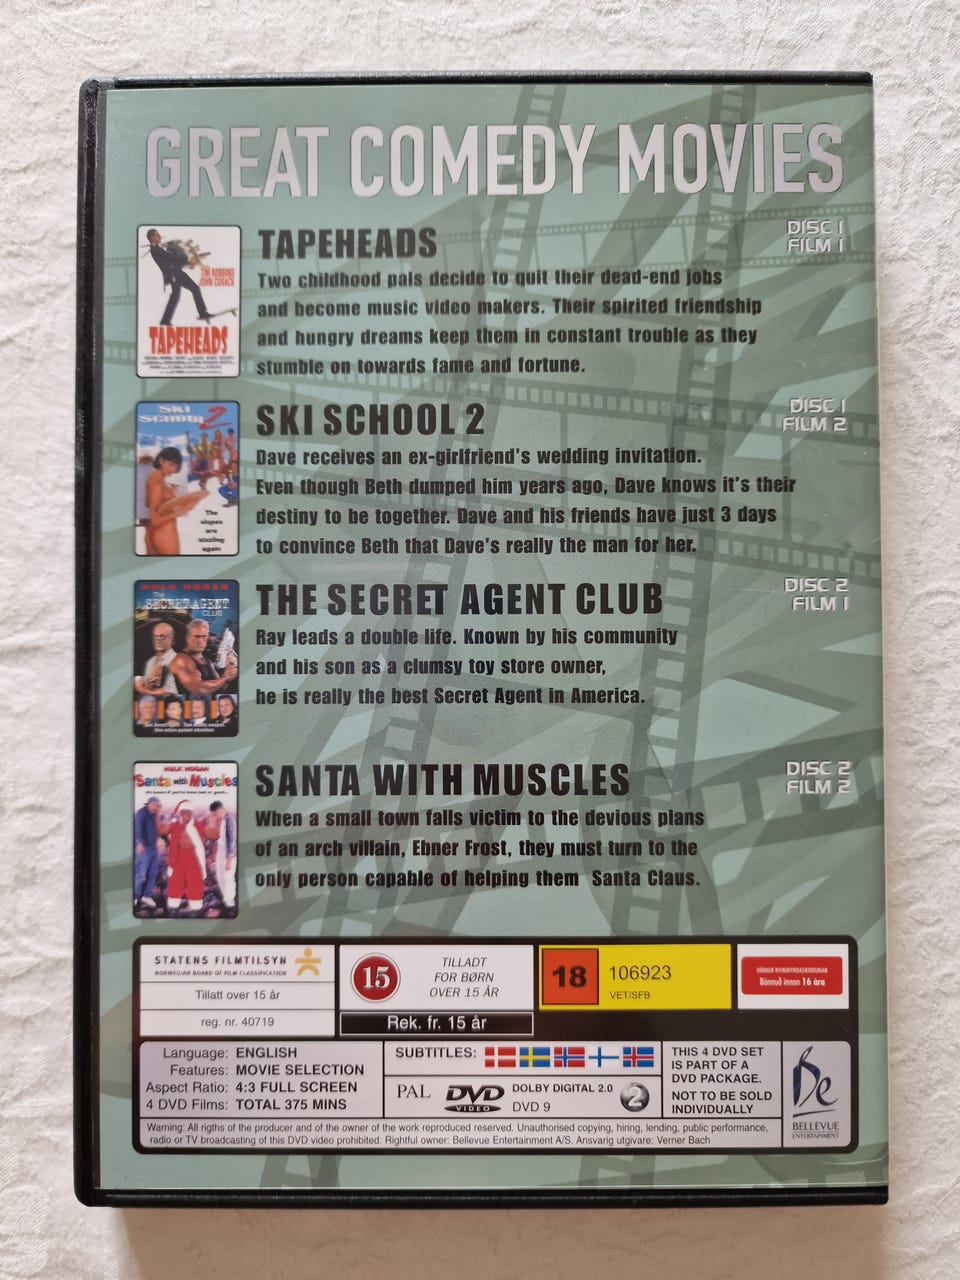 GREAT COMEDY MOVIES
TIM ROBBINS
JOHN CUSACK
TAPEHEADS
TAPEHEADS
DISC 1
FILM 1
Two childhood pals decide to quit their dead-end jobs
and become music video makers. Their spirited friendship
and hungry dreams keep them in constant trouble as they
stumble on towards fame and fortune.
SKI
SCHOOL 2
The
slopes
are
sizzling
again
SKI SCHOOL 2
DISC 1
FILM 2
Dave receives an ex-girlfriend's wedding invitation.
Even though Beth dumped him years ago, Dave knows it's their
destiny to be together. Dave and his friends have just 3 days
to convince Beth that Dave's really the man for her.
HULK HOGAN
THE
SECRET AGENT
CLUB
THE SECRET AGENT CLUB
DISC 2
FILM 1
Ray leads a double life. Known by his community
and his son as a clumsy toy store owner,
he is really the best Secret Agent in America.
HULK HOGAN
Santa with Muscles
SANTA WITH MUSCLES
DISC 2
FILM 2
When a small town falls victim to the devious plans
of an arch villain, Ebner Frost, they must turn to the
only person capable of helping them Santa Claus.
STATENS FILMTILSYN
NORWEGIAN BOARD OF FILM CLASSIFICATION
Tillatt over 15 år
reg. nr. 40719
15
TILLADT
FOR BØRN
OVER 15 ÅR
Rek. fr. 15 år
18
106923
VET/SFB
DÓMUR KVIKMYNDASKOÐUNAR
Bönnuð innan 16 ára
Language: ENGLISH
Features: MOVIE SELECTION
Aspect Ratio: 4:3 FULL SCREEN
4 DVD Films: TOTAL 375 MINS
SUBTITLES:
PAL
DVD
VIDEO
DOLBY DIGITAL 2.0
DVD 9
2
THIS 4 DVD SET
IS PART OF A
DVD PACKAGE.
NOT TO BE SOLD
INDIVIDUALLY
Be
BELLEVUE
ENTERTAINMENT
Warning: All rigths of the producer and of the owner of the work reproduced reserved. Unauthorised copying, hiring, lending, public performance,
radio or TV broadcasting of this DVD video prohibited. Rightful owner: Bellevue Entertainment A/S. Ansvarig utgivare: Verner Bach